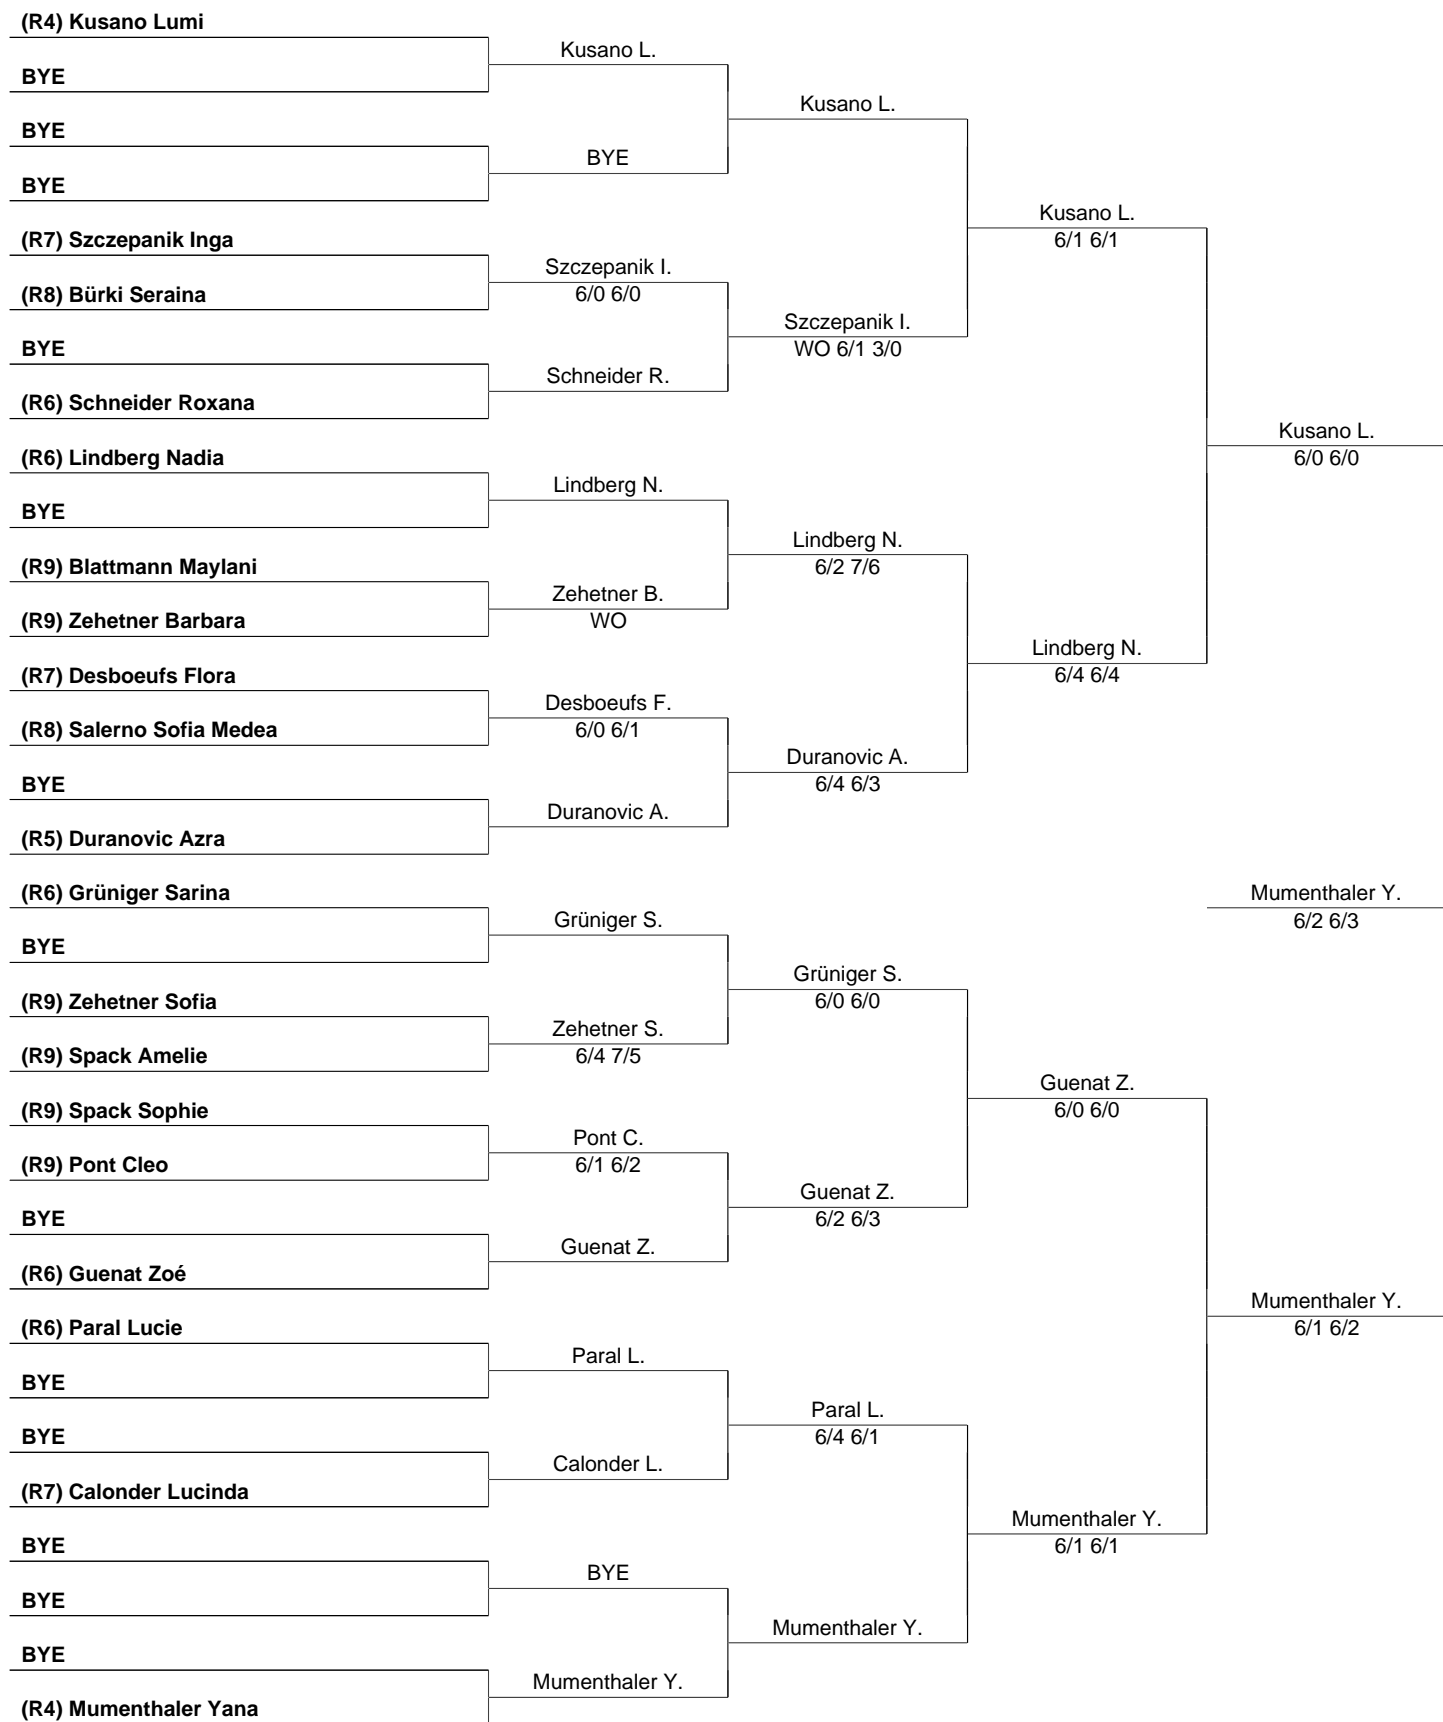 (R4) Kusano Lumi
BYE
BYE
BYE
(R7) Szczepanik Inga
(R8) Bürki Seraina
BYE
(R6) Schneider Roxana
(R6) Lindberg Nadia
BYE
(R9) Blattmann Maylani
(R9) Zehetner Barbara
(R7) Desboeufs Flora
(R8) Salerno Sofia Medea
BYE
(R5) Duranovic Azra
(R6) Grüniger Sarina
BYE
(R9) Zehetner Sofia
(R9) Spack Amelie
(R9) Spack Sophie
(R9) Pont Cleo
BYE
(R6) Guenat Zoé
(R6) Paral Lucie
BYE
BYE
(R7) Calonder Lucinda
BYE
BYE
BYE
(R4) Mumenthaler Yana
Kusano L.
BYE
Szczepanik I.
6/0 6/0
Schneider R.
Lindberg N.
Zehetner B.
WO
Desboeufs F.
6/0 6/1
Duranovic A.
Grüniger S.
Zehetner S.
6/4 7/5
Pont C.
6/1 6/2
Guenat Z.
Paral L.
Calonder L.
BYE
Mumenthaler Y.
Kusano L.
Szczepanik I.
WO 6/1 3/0
Lindberg N.
6/2 7/6
Duranovic A.
6/4 6/3
Grüniger S.
6/0 6/0
Guenat Z.
6/2 6/3
Paral L.
6/4 6/1
Mumenthaler Y.
Kusano L.
6/1 6/1
Lindberg N.
6/4 6/4
Guenat Z.
6/0 6/0
Mumenthaler Y.
6/1 6/1
Kusano L.
6/0 6/0
Mumenthaler Y.
6/2 6/3
Mumenthaler Y.
6/1 6/2